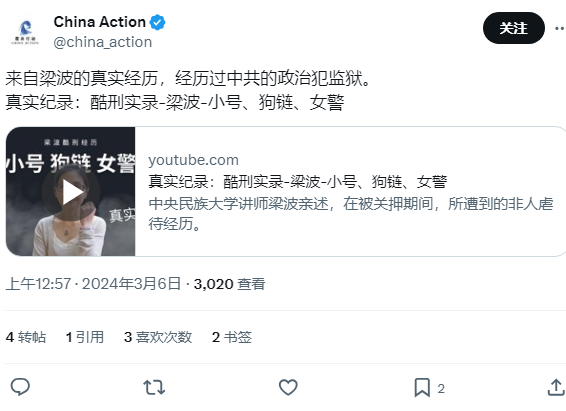 China Action
@china_action
关注
来自梁波的真实经历，经历过中共的政治犯监狱。
真实纪录：酷刑实录-梁波-小号、狗链、女警
梁波酷刑经历
小号 狗链 女警
真实
youtube.com
真实纪录：酷刑实录-梁波-小号、狗链、女警
中央民族大学讲师梁波亲述，在被关押期间，所遭到的非人虐
待经历。
上午12:57 · 2024年3月6日 · 3,020 查看
4 转帖 1 引用 3 喜欢次数 2 书签
2